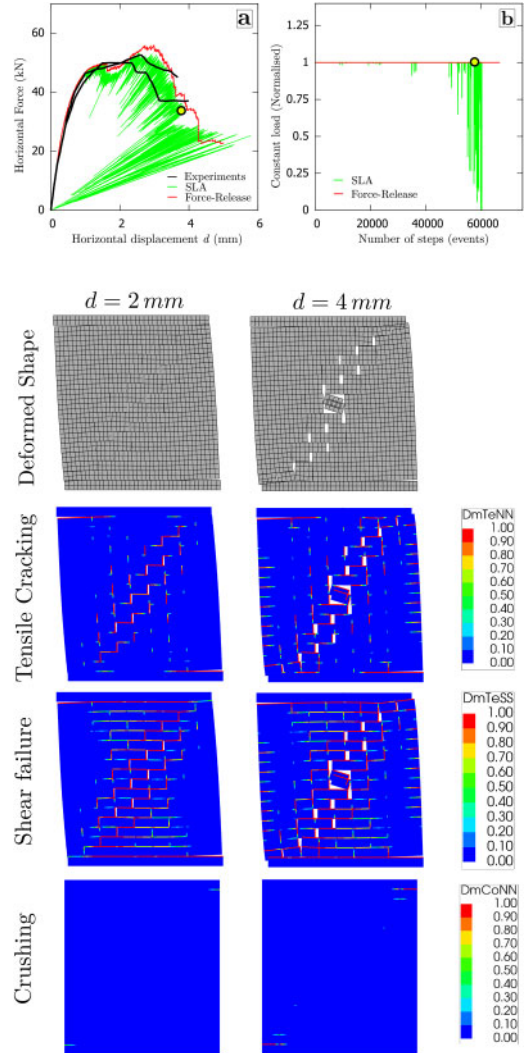 a
Horizontal Force (kN)
60
40
20
0
0 2 4 6
Horizontal displacement d (mm)
Experiments
SLA
Force-Release
b
Constant load (Normalised)
1.25
1
0.75
0.5
0.25
0
0 20000 40000 60000
Number of steps (events)
SLA
Force-Release
d = 2 mm
d = 4 mm
Deformed Shape
Tensile Cracking
DmTeNN
1.00
0.90
0.80
0.70
0.60
0.50
0.40
0.30
0.20
0.10
0.00
Shear failure
DmTeSS
1.00
0.90
0.80
0.70
0.60
0.50
0.40
0.30
0.20
0.10
0.00
Crushing
DmCoNN
1.00
0.90
0.80
0.70
0.60
0.50
0.40
0.30
0.20
0.10
0.00